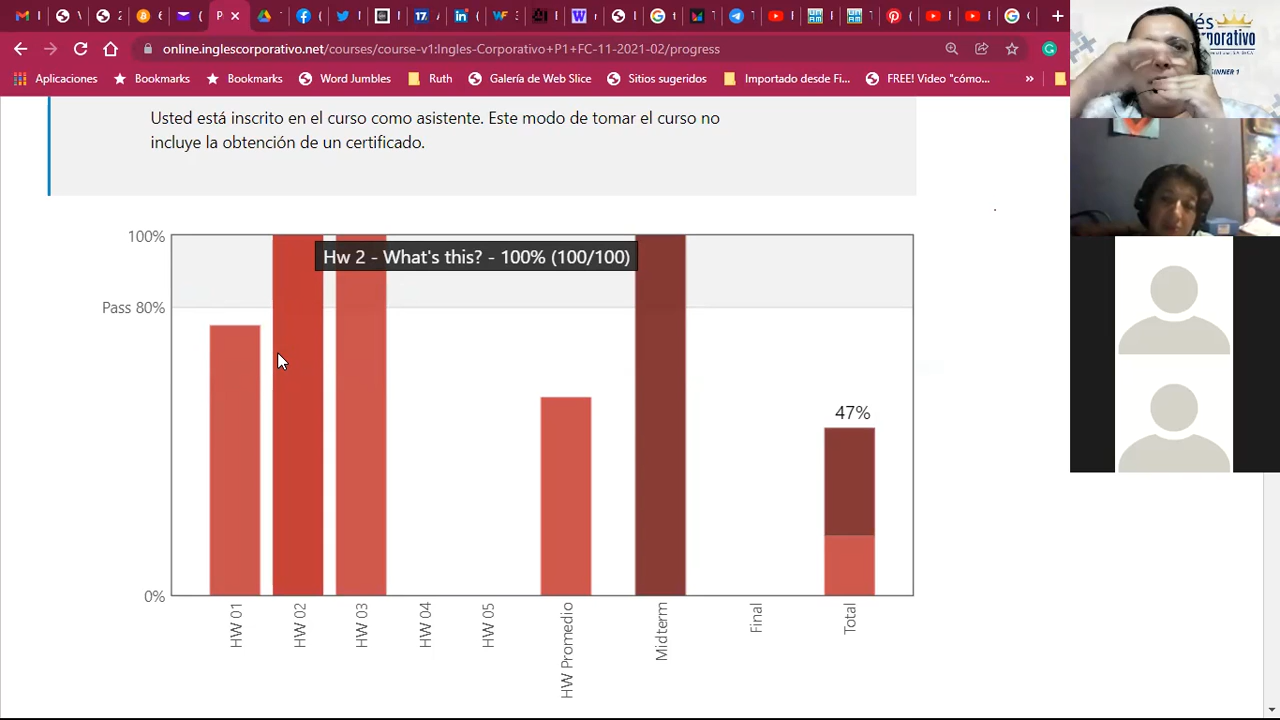 online.inglescorporativo.net/courses/course-v1:Ingles-Corporativo+P1+FC-11-2021-02/progress
Aplicaciones Bookmarks Bookmarks Word Jumbles Ruth Galería de Web Slice Sitios sugeridos Importado desde Fi... FREE! Video "cómo... »
Usted está inscrito en el curso como asistente. Este modo de tomar el curso no
incluye la obtención de un certificado.
100%
Hw 2 - What's this? - 100% (100/100)
Pass 80%
47%
0%
HW 01
HW 02
HW 03
HW 04
HW 05
HW Promedio
Midterm
Final
Total